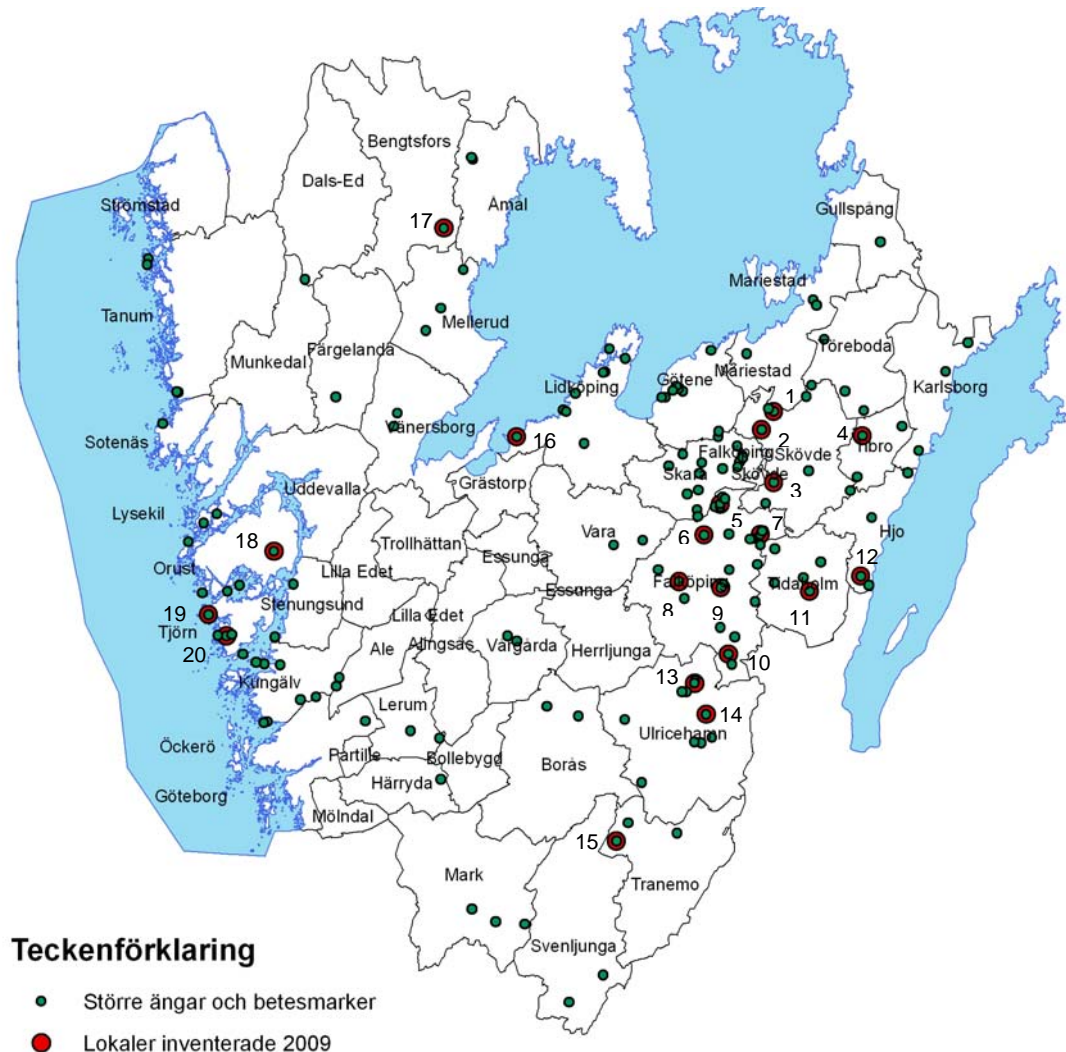 Bengtsfors
Dals-Ed
Åmål
Strömstad
17
Gullspång
Mariestad
Tanum
Mellerud
Töreboda
Munkedal
Färgelanda
Mariestad
Karlsborg
Lidköping
Götene
1
Vänersborg
2
4
Sotenäs
16
Tibro
Falköping
Skövde
Grästorp
Skara
Skövde
Uddevalla
3
Lysekil
5
7
Trollhättan
Vara
6
Hjo
18
Essunga
12
Orust
Lilla Edet
Essunga
Falköping
Tidaholm
Stenungsund
8
9
11
19
Lilla Edet
Tjörn
Ale
Alingsås
Vårgårda
Herrljunga
20
10
Kungälv
13
Lerum
14
Ulricehamn
Öckerö
Partille
Bollebygd
Borås
Härryda
Göteborg
Mölndal
15
Mark
Tranemo
Svenljunga
Teckenförklaring
Större ängar och betesmarker
Lokaler inventerade 2009